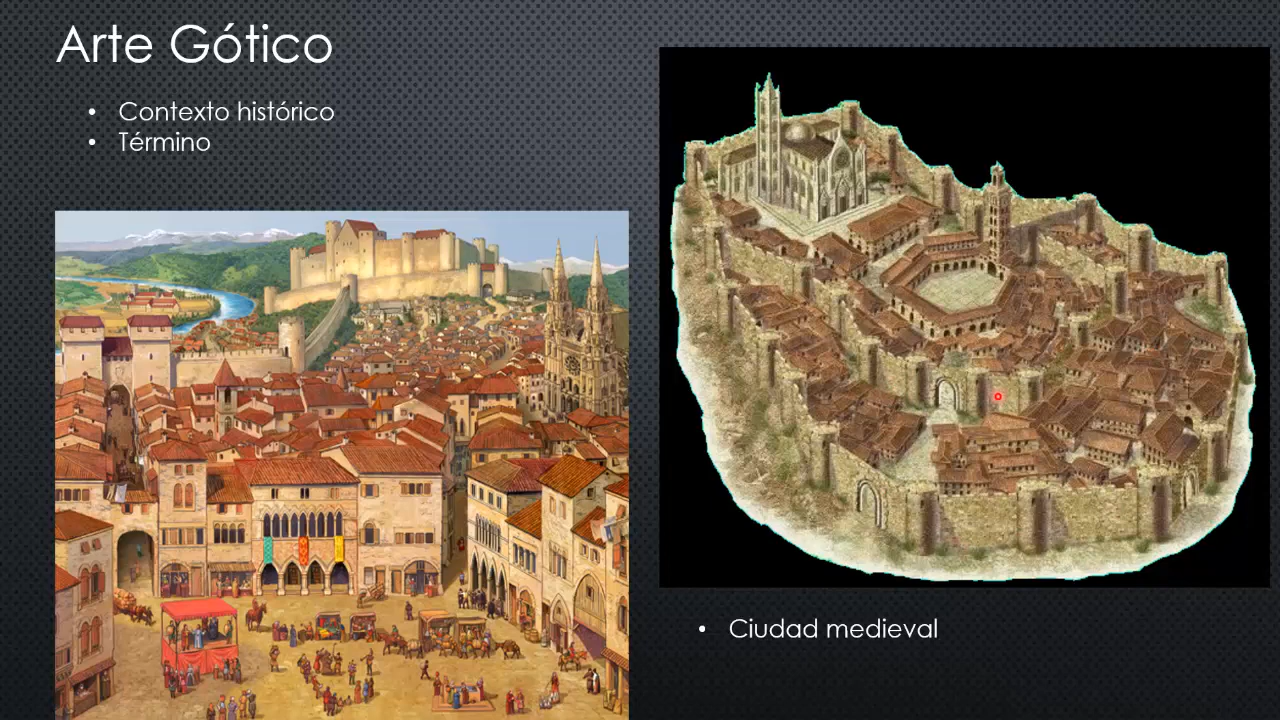 Arte Gótico
• Contexto histórico
• Término
• Ciudad medieval